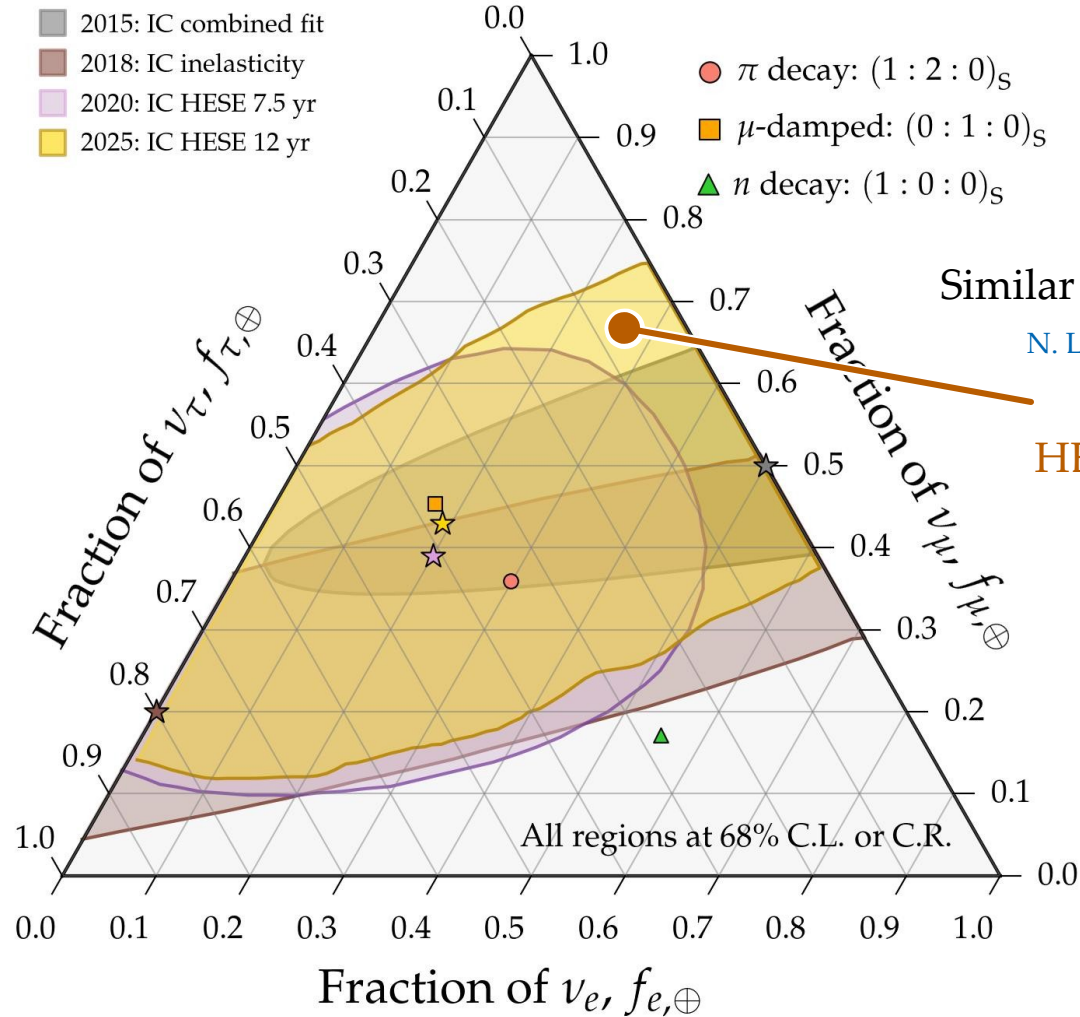 2015: IC combined fit
2018: IC inelasticity
2020: IC HESE 7.5 yr
2025: IC HESE 12 yr
π decay: (1 : 2 : 0)S
μ-damped: (0 : 1 : 0)S
n decay: (1 : 0 : 0)S
Similar
N. L
HE
Fraction of ντ, fτ,⊕
0.0
0.1
0.2
0.3
0.4
0.5
0.6
0.7
0.8
0.9
1.0
Fraction of νμ, fμ,⊕
1.0
0.9
0.8
0.7
0.6
0.5
0.4
0.3
0.2
0.1
0.0
All regions at 68% C.L. or C.R.
0.0 0.1 0.2 0.3 0.4 0.5 0.6 0.7 0.8 0.9 1.0
Fraction of νe, fe,⊕